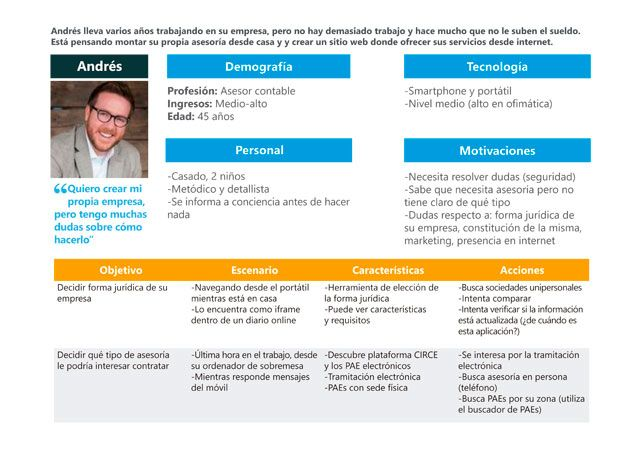 Andrés lleva varios años trabajando en su empresa, pero no hay demasiado trabajo y hace mucho que no le suben el sueldo.
Está pensando montar su propia asesoría desde casa y y crear un sitio web donde ofrecer sus servicios desde internet.
Andrés
“Quiero crear mi
propia empresa,
pero tengo muchas
dudas sobre cómo
hacerlo”
Demografía
Profesión: Asesor contable
Ingresos: Medio-alto
Edad: 45 años
Tecnología
-Smartphone y portátil
-Nivel medio (alto en ofimática)
Personal
-Casado, 2 niños
-Metódico y detallista
-Se informa a conciencia antes de hacer
nada
Motivaciones
-Necesita resolver dudas (seguridad)
-Sabe que necesita asesoria pero no
tiene claro de qué tipo
-Dudas respecto a: forma jurídica de
su empresa, constitución de la misma,
marketing, presencia en internet
Objetivo
Escenario
Características
Acciones
Decidir forma jurídica de su
empresa
-Navegando desde el portátil
mientras está en casa
-Lo encuentra como iframe
dentro de un diario online
-Herramienta de elección de
la forma jurídica
-Puede ver características
y requisitos
-Busca sociedades unipersonales
-Intenta comparar
-Intenta verificar si la información
está actualizada (¿de cuándo es
esta aplicación?)
Decidir qué tipo de asesoría
le podría interesar contratar
-Última hora en el trabajo, desde
su ordenador de sobremesa
-Mientras responde mensajes
del móvil
-Descubre plataforma CIRCE
y los PAE electrónicos
-Tramitación electrónica
-PAEs con sede física
-Se interesa por la tramitación
electrónica
-Busca asesoría en persona
(teléfono)
-Busca PAEs por su zona (utiliza
el buscador de PAEs)